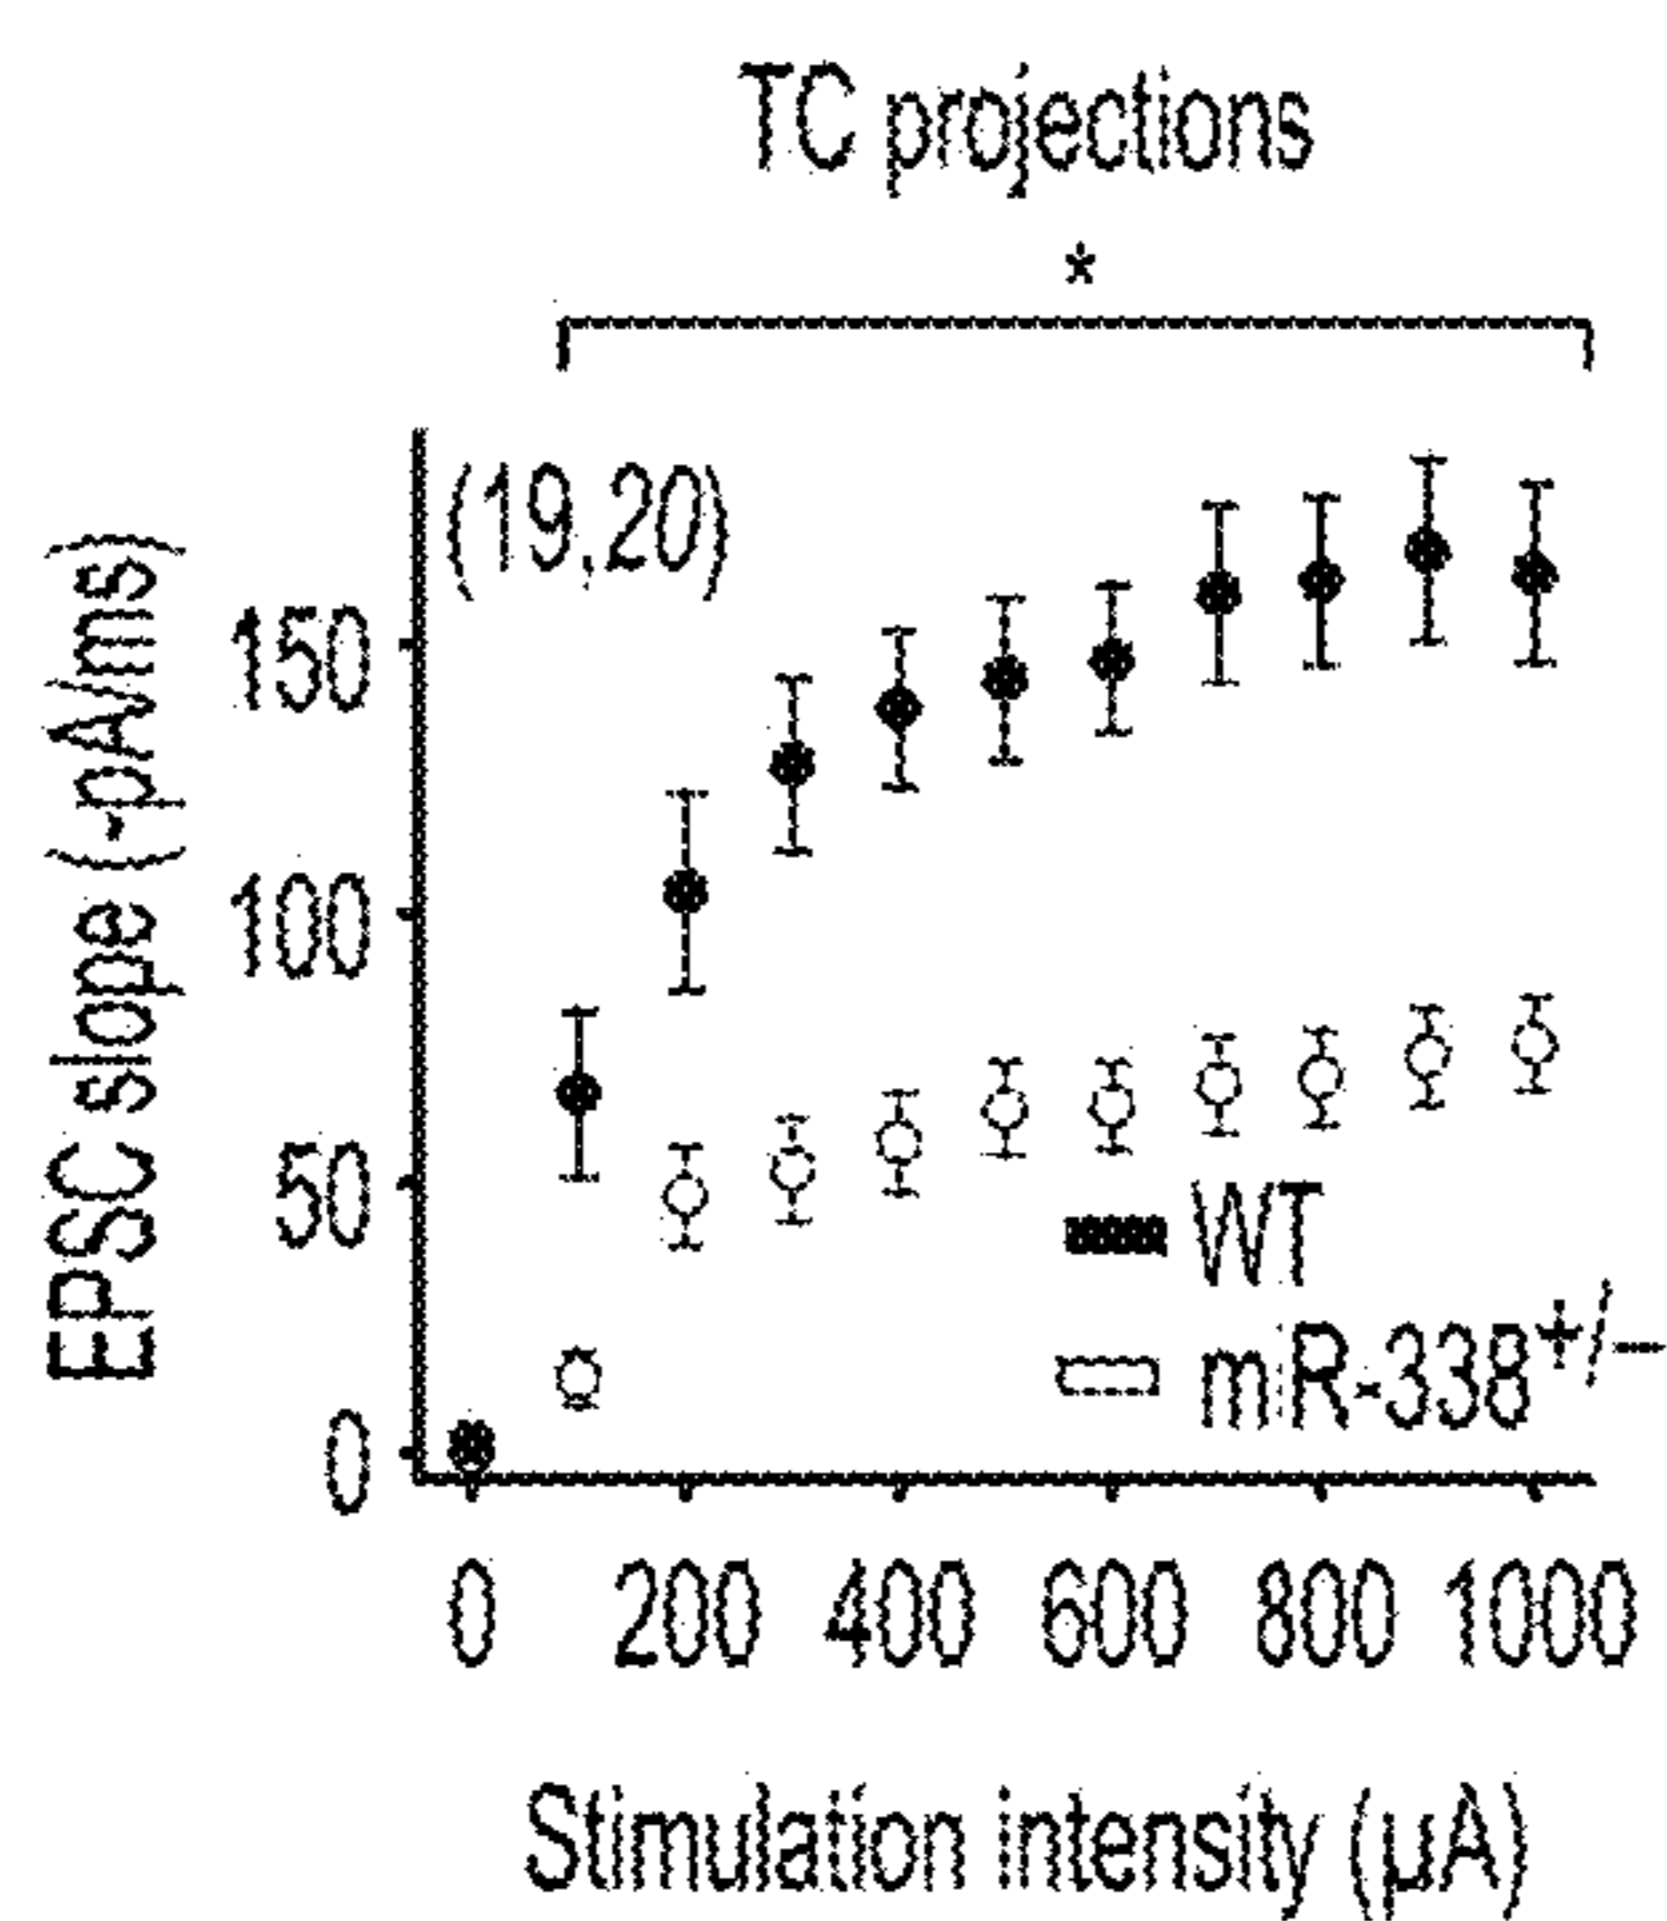 TC projections
*
(19,20)
EPSC slope (-pA/ms)
150
100
50
0
WT
miR-338+/−
0 200 400 600 800 1000
Stimulation intensity (µA)